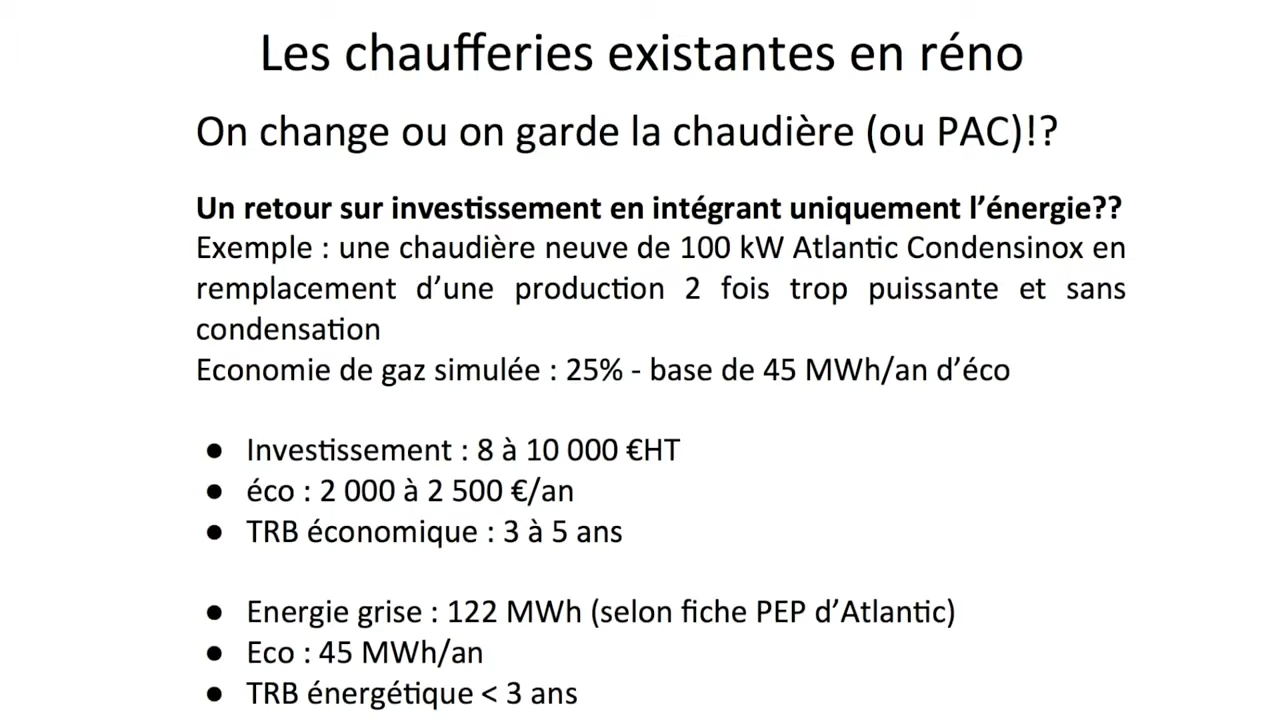 Les chaufferies existantes en réno
On change ou on garde la chaudière (ou PAC)!?
Un retour sur investissement en intégrant uniquement l’énergie??
Exemple : une chaudière neuve de 100 kW Atlantic Condensinox en
remplacement d’une production 2 fois trop puissante et sans
condensation
Economie de gaz simulée : 25% - base de 45 MWh/an d’éco
● Investissement : 8 à 10 000 €HT
● éco : 2 000 à 2 500 €/an
● TRB économique : 3 à 5 ans
● Energie grise : 122 MWh (selon fiche PEP d’Atlantic)
● Eco : 45 MWh/an
● TRB énergétique < 3 ans